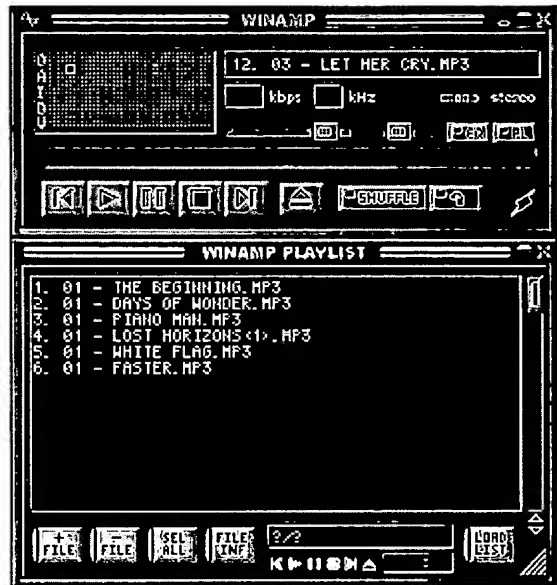 WINAMP
O
A
I
D
V
12. 03 - LET HER CRY.MP3
kbps kHz mono stereo
EQ PL
SHUFFLE
WINAMP PLAYLIST
1. 01 - THE BEGINNING.MP3
2. 01 - DAYS OF WONDER.MP3
3. 01 - PIANO MAN.MP3
4. 01 - LOST HORIZONS<1>.MP3
5. 01 - WHITE FLAG.MP3
6. 01 - FASTER.MP3
+ FILE
- FILE
SEL ALL
FILE INF
?/?
LOAD LIST